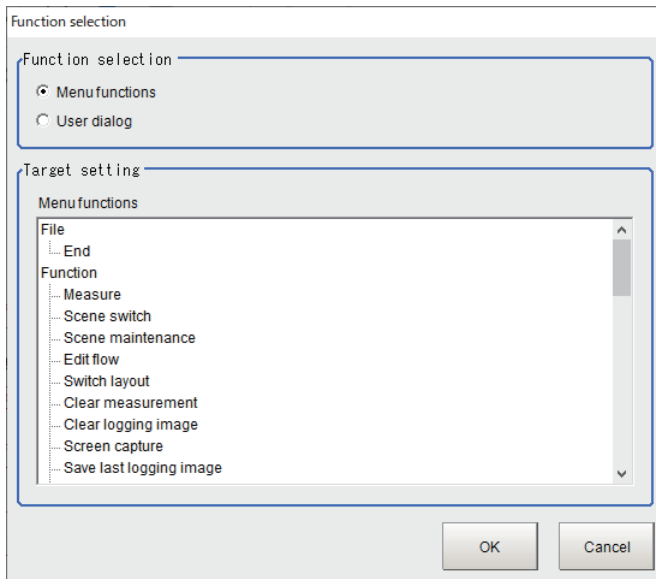 Function selection
Function selection
Menu functions
User dialog
Target setting
Menu functions
File
End
Function
Measure
Scene switch
Scene maintenance
Edit flow
Switch layout
Clear measurement
Clear logging image
Screen capture
Save last logging image
OK
Cancel